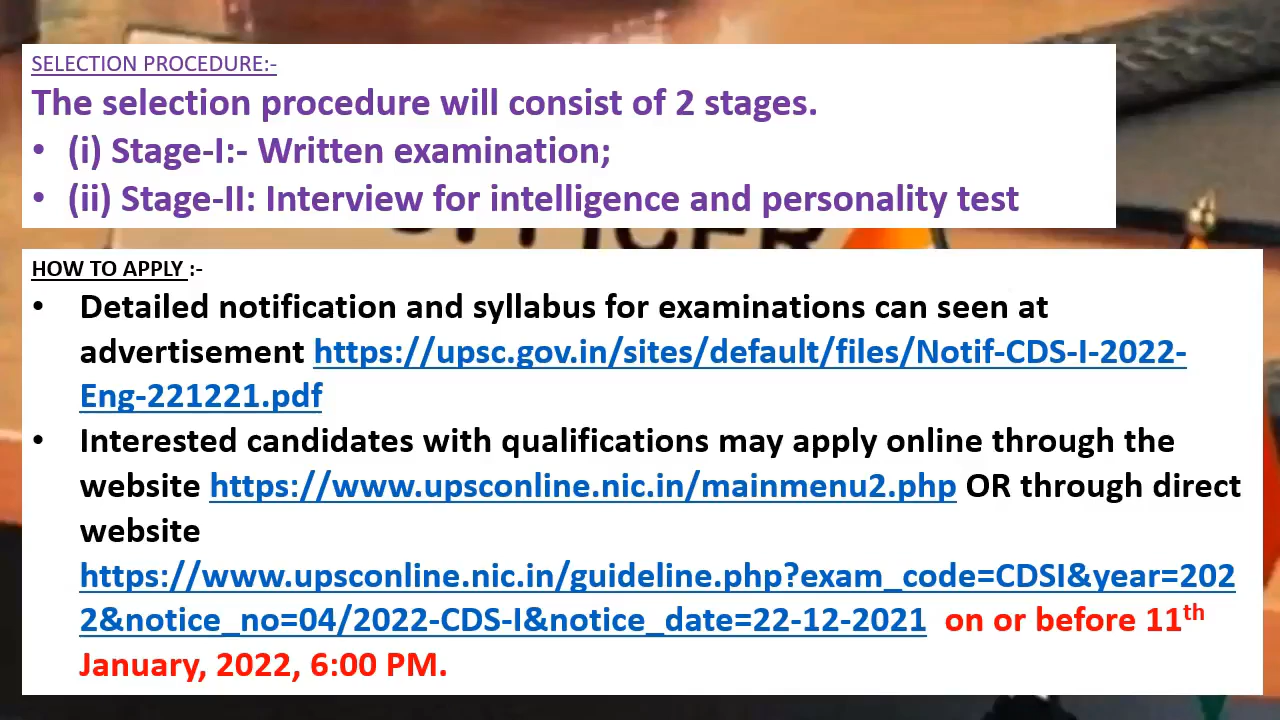 SELECTION PROCEDURE:-
The selection procedure will consist of 2 stages.
• (i) Stage-I:- Written examination;
• (ii) Stage-II: Interview for intelligence and personality test
OFFICER
HOW TO APPLY :-
• Detailed notification and syllabus for examinations can seen at
advertisement https://upsc.gov.in/sites/default/files/Notif-CDS-I-2022-
Eng-221221.pdf
• Interested candidates with qualifications may apply online through the
website https://www.upsconline.nic.in/mainmenu2.php OR through direct
website
https://www.upsconline.nic.in/guideline.php?exam_code=CDSI&year=202
2&notice_no=04/2022-CDS-I&notice_date=22-12-2021 on or before 11th
January, 2022, 6:00 PM.